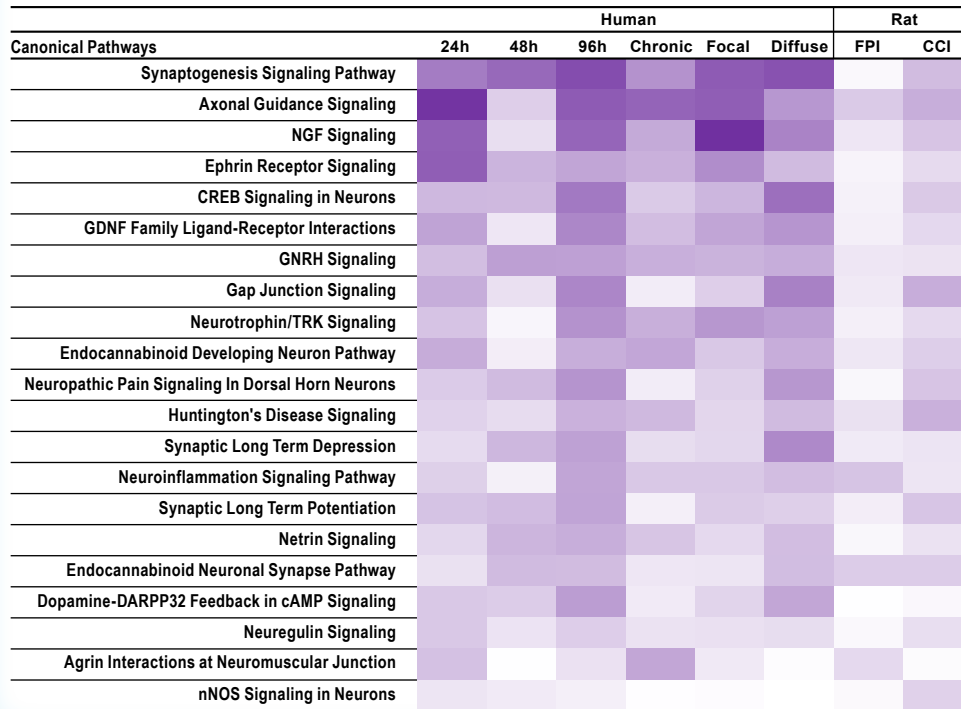 Human Rat
Canonical Pathways 24h 48h 96h Chronic Focal Diffuse FPI CCI
Synaptogenesis Signaling Pathway
Axonal Guidance Signaling
NGF Signaling
Ephrin Receptor Signaling
CREB Signaling in Neurons
GDNF Family Ligand-Receptor Interactions
GNRH Signaling
Gap Junction Signaling
Neurotrophin/TRK Signaling
Endocannabinoid Developing Neuron Pathway
Neuropathic Pain Signaling In Dorsal Horn Neurons
Huntington's Disease Signaling
Synaptic Long Term Depression
Neuroinflammation Signaling Pathway
Synaptic Long Term Potentiation
Netrin Signaling
Endocannabinoid Neuronal Synapse Pathway
Dopamine-DARPP32 Feedback in cAMP Signaling
Neuregulin Signaling
Agrin Interactions at Neuromuscular Junction
nNOS Signaling in Neurons